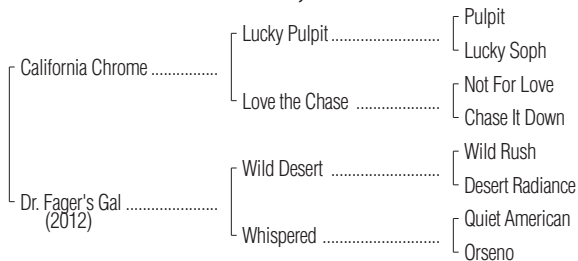 Pulpit
Lucky Pulpit
Lucky Soph
California Chrome
Not For Love
Love the Chase
Chase It Down
Wild Rush
Wild Desert
Desert Radiance
Dr. Fager's Gal
(2012)
Quiet American
Whispered
Orseno